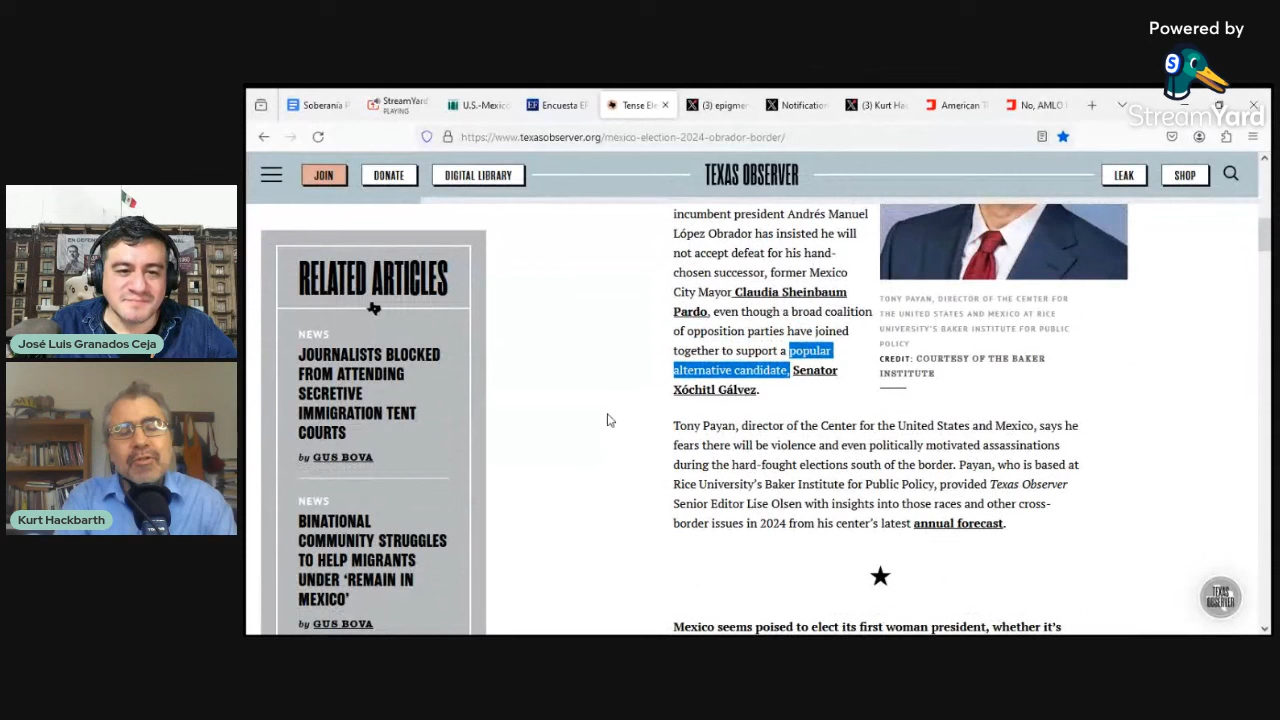 Powered by
StreamYard
Soberanía
StreamYard
PLAYING
U.S.-Mexic
Encuesta EF
Tense Ele
(3) epigmen
Notification
(3) Kurt Hac
American T
No, AMLO
https://www.texasobserver.org/mexico-election-2024-obrador-border/
JOIN
DONATE
DIGITAL LIBRARY
TEXAS OBSERVER
LEAK
SHOP
RELATED ARTICLES
NEWS
JOURNALISTS BLOCKED
FROM ATTENDING
SECRETIVE
IMMIGRATION TENT
COURTS
by GUS BOVA
NEWS
BINATIONAL
COMMUNITY STRUGGLES
TO HELP MIGRANTS
UNDER ‘REMAIN IN
MEXICO’
by GUS BOVA
incumbent president Andrés Manuel
López Obrador has insisted he will
not accept defeat for his hand-
chosen successor, former Mexico
City Mayor Claudia Sheinbaum
Pardo, even though a broad coalition
of opposition parties have joined
together to support a popular
alternative candidate, Senator
Xóchitl Gálvez.
TONY PAYAN, DIRECTOR OF THE CENTER FOR
THE UNITED STATES AND MEXICO AT RICE
UNIVERSITY'S BAKER INSTITUTE FOR PUBLIC
POLICY
CREDIT: COURTESY OF THE BAKER
INSTITUTE
Tony Payan, director of the Center for the United States and Mexico, says he
fears there will be violence and even politically motivated assassinations
during the hard-fought elections south of the border. Payan, who is based at
Rice University’s Baker Institute for Public Policy, provided Texas Observer
Senior Editor Lise Olsen with insights into those races and other cross-
border issues in 2024 from his center’s latest annual forecast.
Mexico seems poised to elect its first woman president, whether it’s
TEXAS
OBSERVER
José Luis Granados Ceja
Kurt Hackbarth